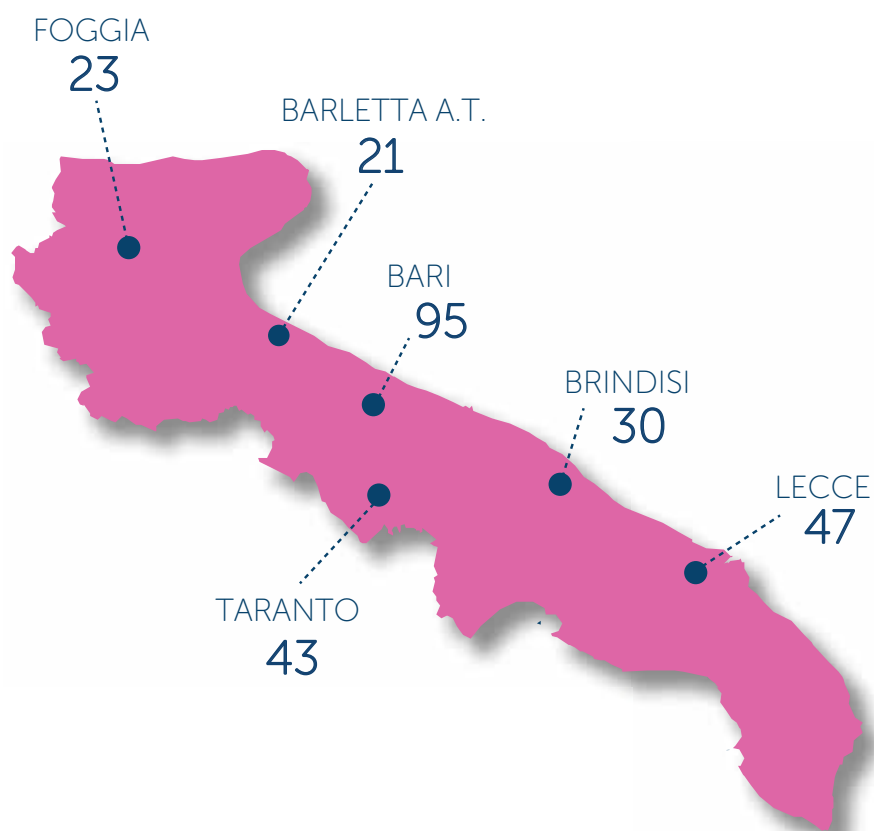 FOGGIA
23
BARLETTA A.T.
21
BARI
95
BRINDISI
30
LECCE
47
TARANTO
43